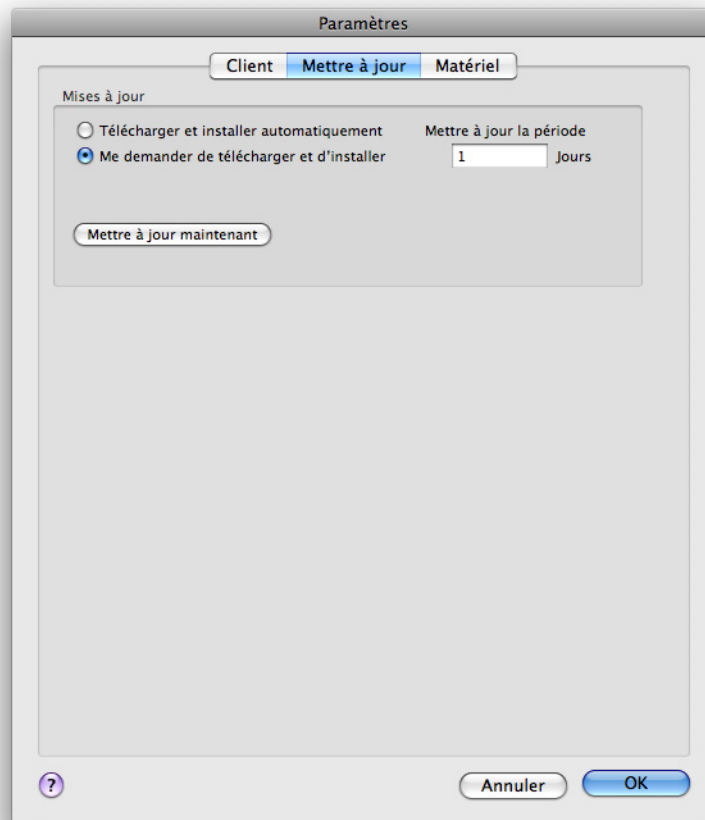 Paramètres
Client Mettre à jour Matériel
Mises à jour
Télécharger et installer automatiquement Mettre à jour la période
Me demander de télécharger et d'installer 1 Jours
Mettre à jour maintenant
? Annuler OK